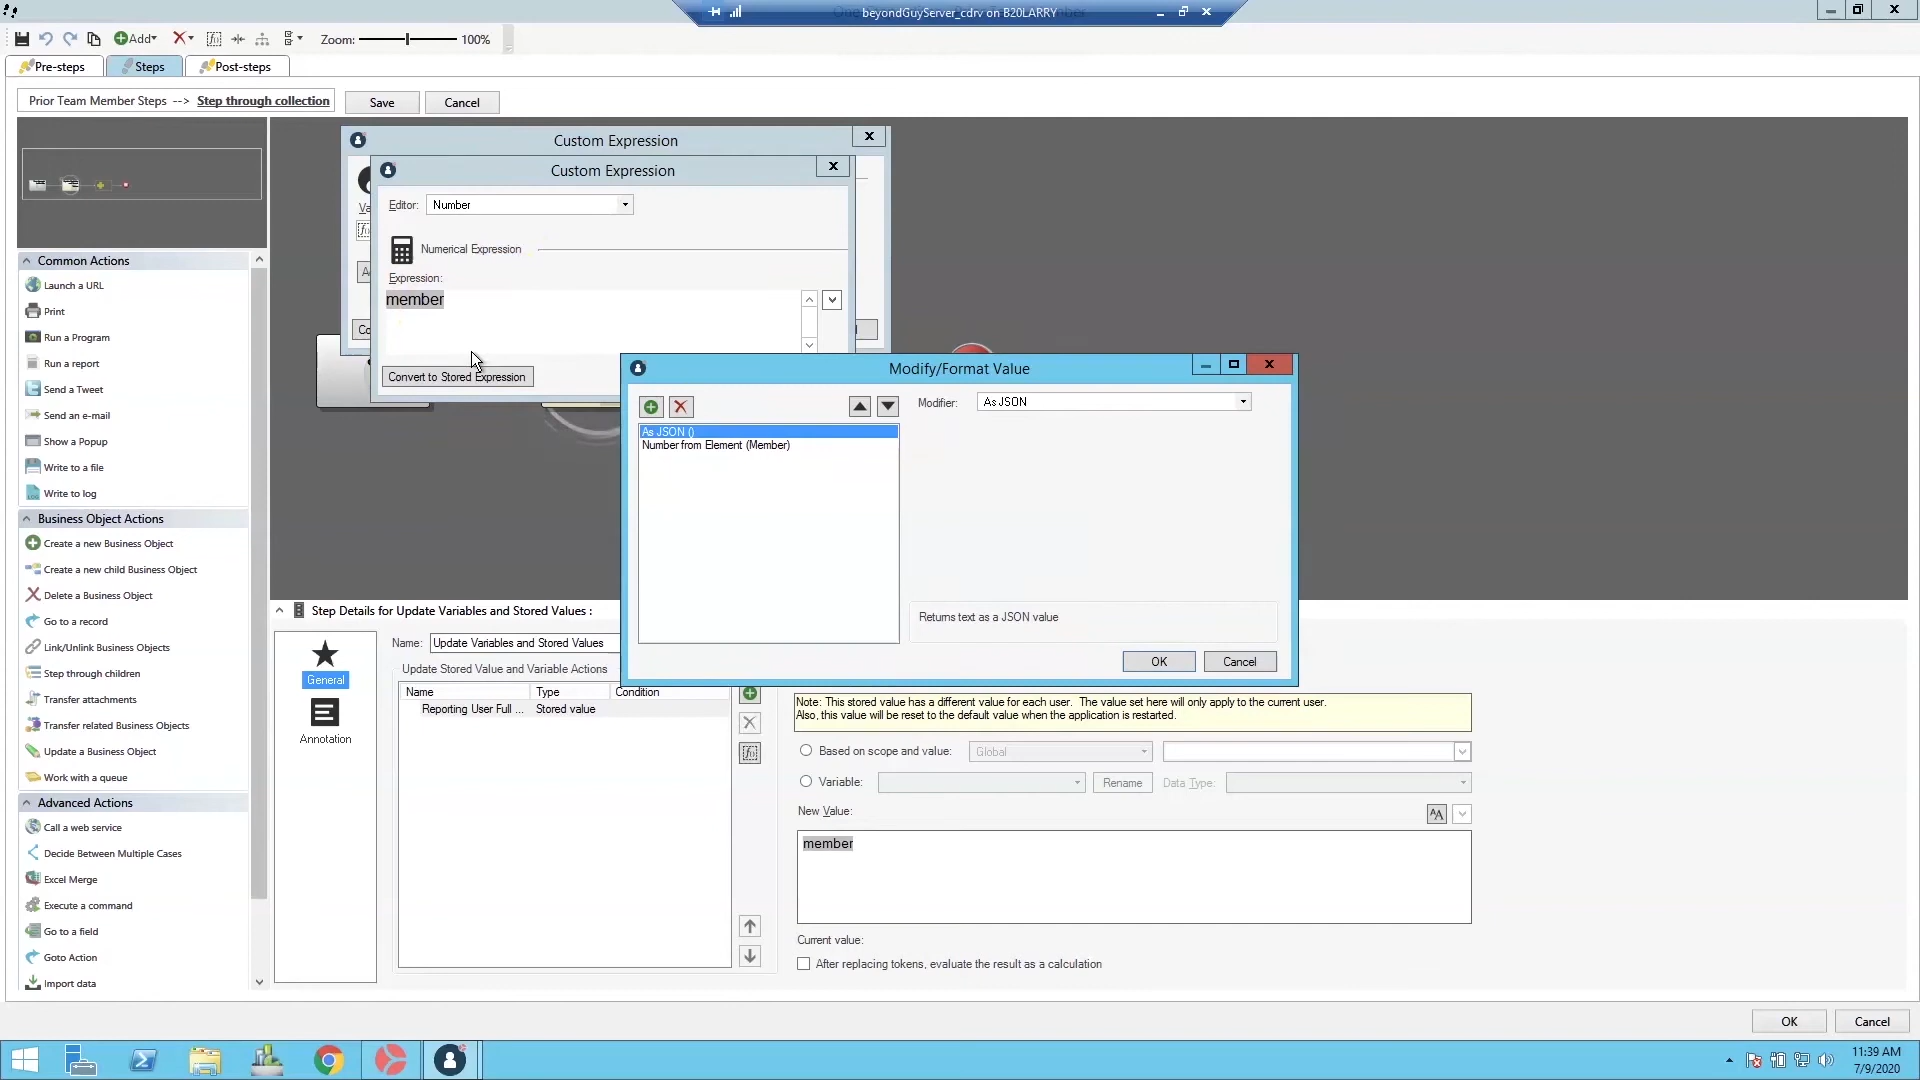 beyondGuyServer_cdrv on B20LARRY
Add
Zoom:
100%
Pre-steps
Steps
Post-steps
Prior Team Member Steps --> Step through collection
Save
Cancel
Custom Expression
Custom Expression
Editor:
Number
Numerical Expression
Expression:
member
Convert to Stored Expression
Modify/Format Value
Modifier:
As JSON
As JSON ()
Number from Element (Member)
Returns text as a JSON value
OK
Cancel
Common Actions
Launch a URL
Print
Run a Program
Run a report
Send a Tweet
Send an e-mail
Show a Popup
Write to a file
Write to log
Business Object Actions
Create a new Business Object
Create a new child Business Object
Delete a Business Object
Go to a record
Link/Unlink Business Objects
Step through children
Transfer attachments
Transfer related Business Objects
Update a Business Object
Work with a queue
Advanced Actions
Call a web service
Decide Between Multiple Cases
Excel Merge
Execute a command
Go to a field
Goto Action
Import data
Step Details for Update Variables and Stored Values :
General
Annotation
Name:
Update Variables and Stored Values
Update Stored Value and Variable Actions
Name
Type
Condition
Reporting User Full ...
Stored value
Note: This stored value has a different value for each user. The value set here will only apply to the current user.
Also, this value will be reset to the default value when the application is restarted.
Based on scope and value:
Global
Variable:
Rename
Data Type:
New Value:
member
Current value:
After replacing tokens, evaluate the result as a calculation
OK
Cancel
11:39 AM
7/9/2020